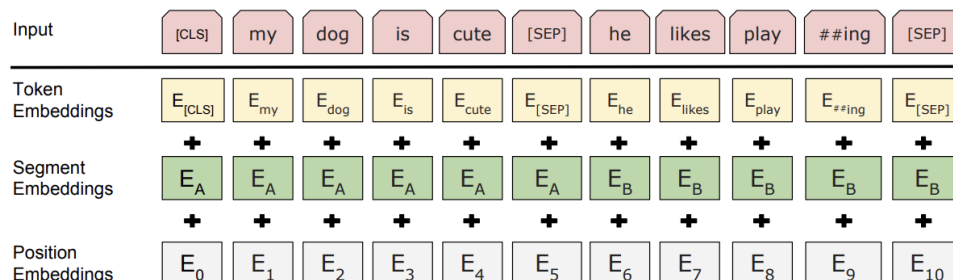 Input [CLS] my dog is cute [SEP] he likes play ##ing [SEP]
Token Embeddings E[CLS] Emy Edog Eis Ecute E[SEP] Ehe Elikes Eplay E##ing E[SEP]
+ + + + + + + + + + +
Segment Embeddings EA EA EA EA EA EA EB EB EB EB EB
+ + + + + + + + + + +
Position Embeddings E0 E1 E2 E3 E4 E5 E6 E7 E8 E9 E10